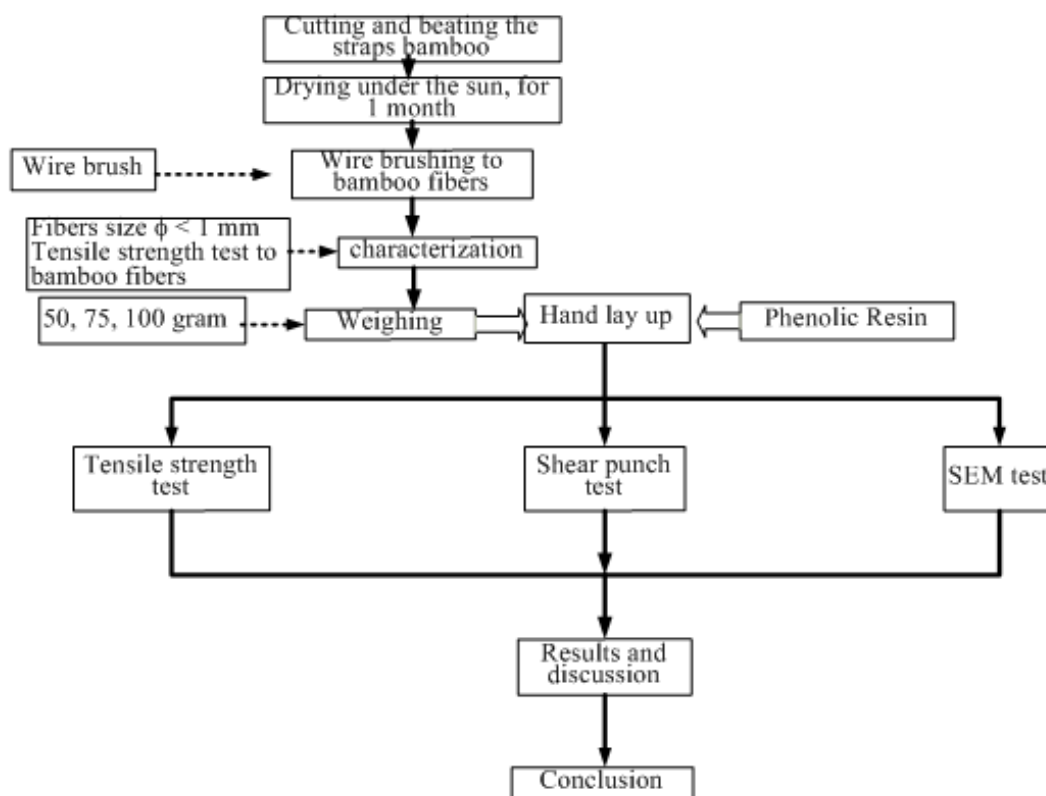 Cutting and beating the
straps bamboo
Drying under the sun, for
1 month
Wire brush
Wire brushing to
bamboo fibers
Fibers size ϕ < 1 mm
Tensile strength test to
bamboo fibers
characterization
50, 75, 100 gram
Weighing
Hand lay up
Phenolic Resin
Tensile strength
test
Shear punch
test
SEM test
Results and
discussion
Conclusion